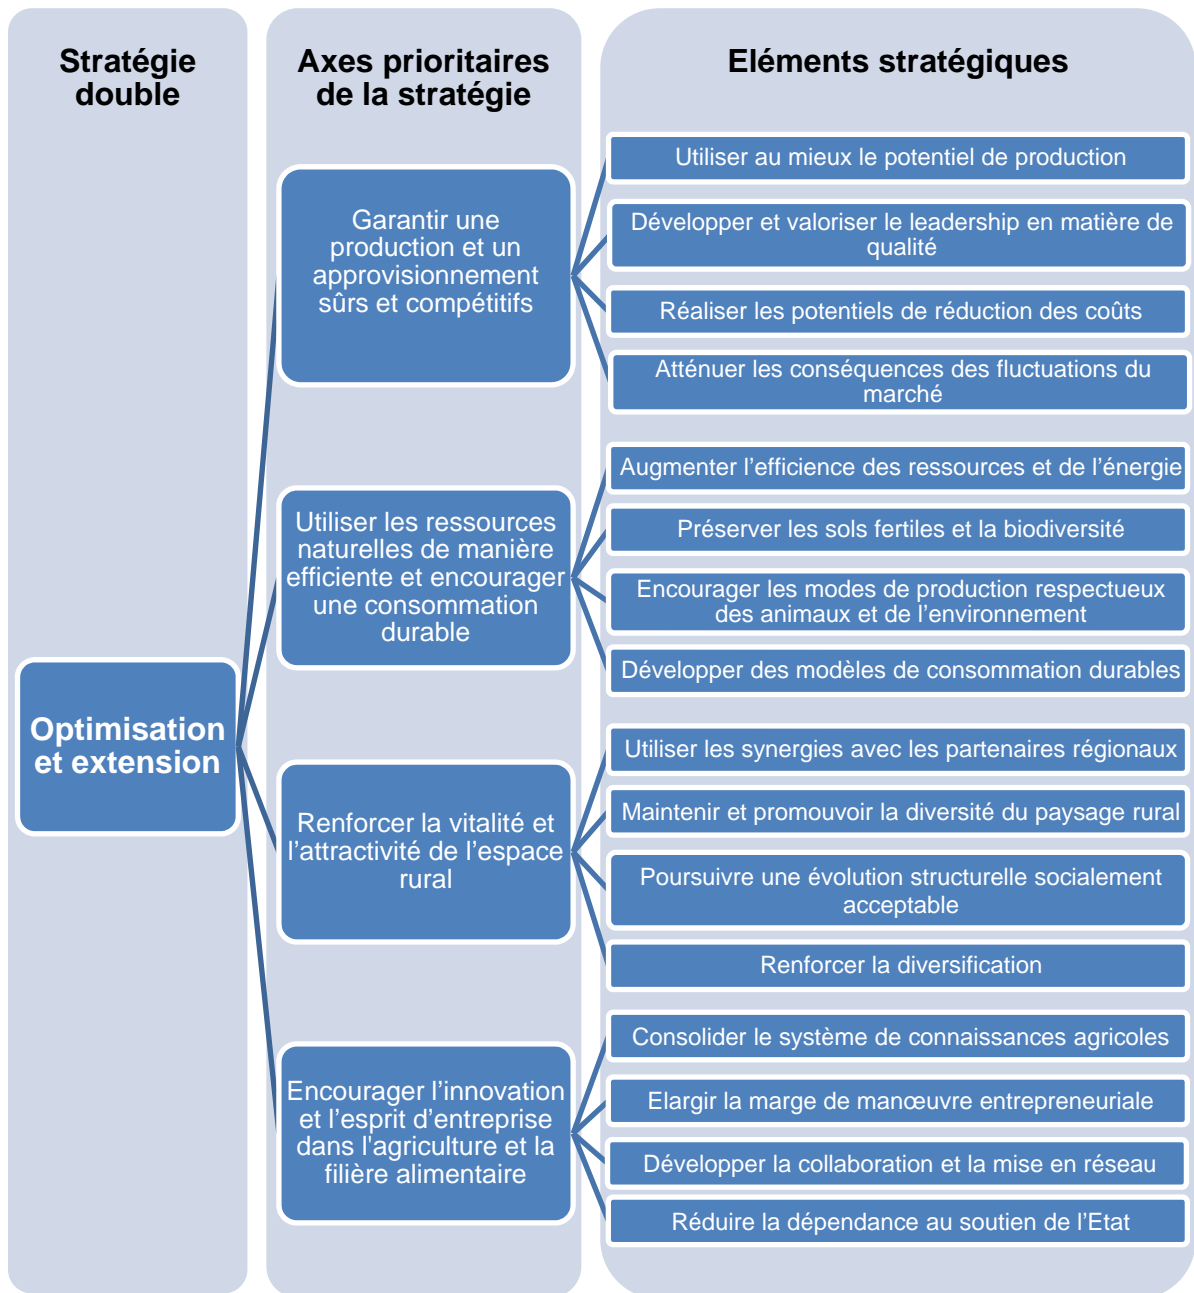 Stratégie
double
Axes prioritaires
de la stratégie
Eléments stratégiques
Optimisation
et extension
Garantir une
production et un
approvisionnement
sûrs et compétitifs
Utiliser au mieux le potentiel de production
Développer et valoriser le leadership en matière de
qualité
Réaliser les potentiels de réduction des coûts
Atténuer les conséquences des fluctuations du
marché
Utiliser les ressources
naturelles de manière
efficiente et encourager
une consommation
durable
Augmenter l’efficience des ressources et de l’énergie
Préserver les sols fertiles et la biodiversité
Encourager les modes de production respectueux
des animaux et de l’environnement
Développer des modèles de consommation durables
Renforcer la vitalité et
l’attractivité de l’espace
rural
Utiliser les synergies avec les partenaires régionaux
Maintenir et promouvoir la diversité du paysage rural
Poursuivre une évolution structurelle socialement
acceptable
Renforcer la diversification
Encourager l’innovation
et l’esprit d’entreprise
dans l'agriculture et la
filière alimentaire
Consolider le système de connaissances agricoles
Elargir la marge de manœuvre entrepreneuriale
Développer la collaboration et la mise en réseau
Réduire la dépendance au soutien de l’Etat